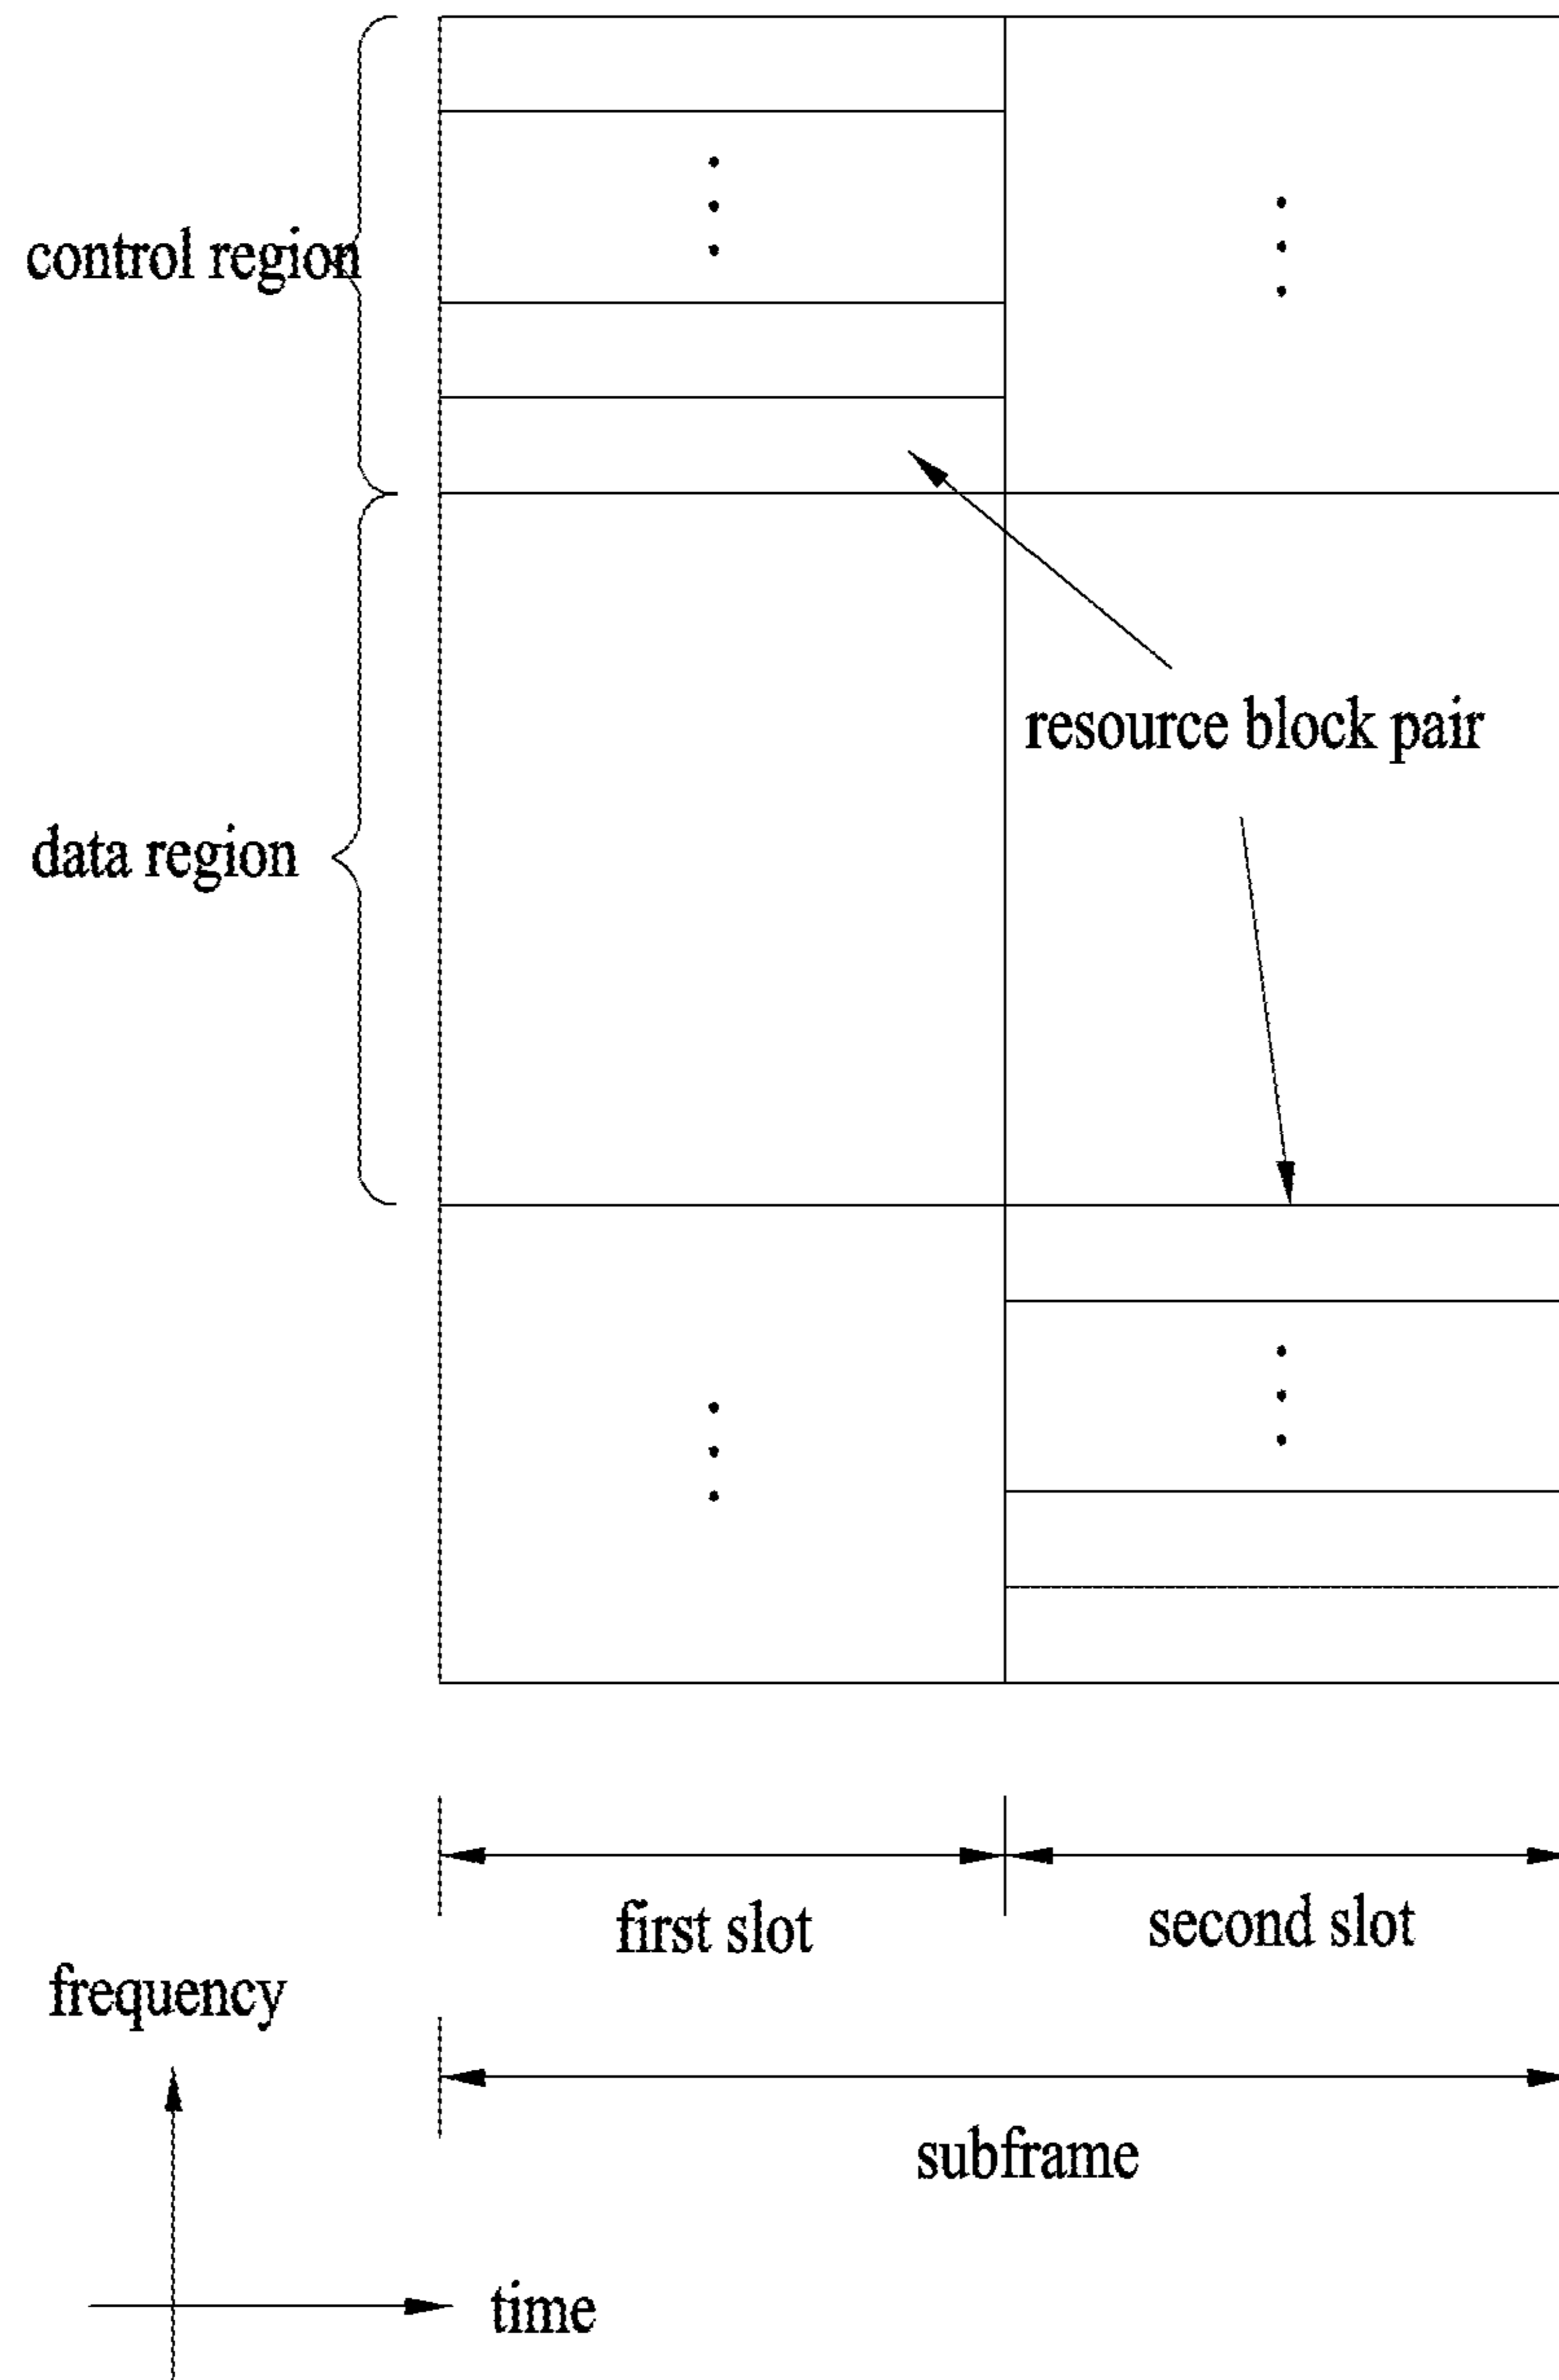 control region
resource block pair
data region
first slot
second slot
frequency
subframe
time